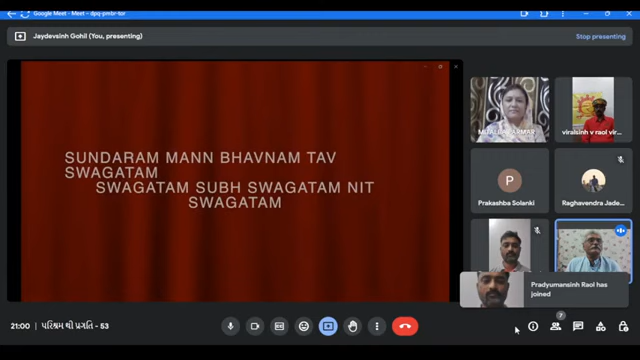 Google Meet - Meet – dpq-pmbr-tor
Jaydevsinh Gohil (You, presenting)
Stop presenting
SUNDARAM MANN BHAVNAM TAV
SWAGATAM
SWAGATAM SUBH SWAGATAM NIT
SWAGATAM
PARMAR
viralsinh v raol vir...
P
Prakashba Solanki
Raghavendra Jade...
Pradyumansinh Raol has
joined
7
21:00 | પરિશ્રમ થી પ્રગતિ - 53